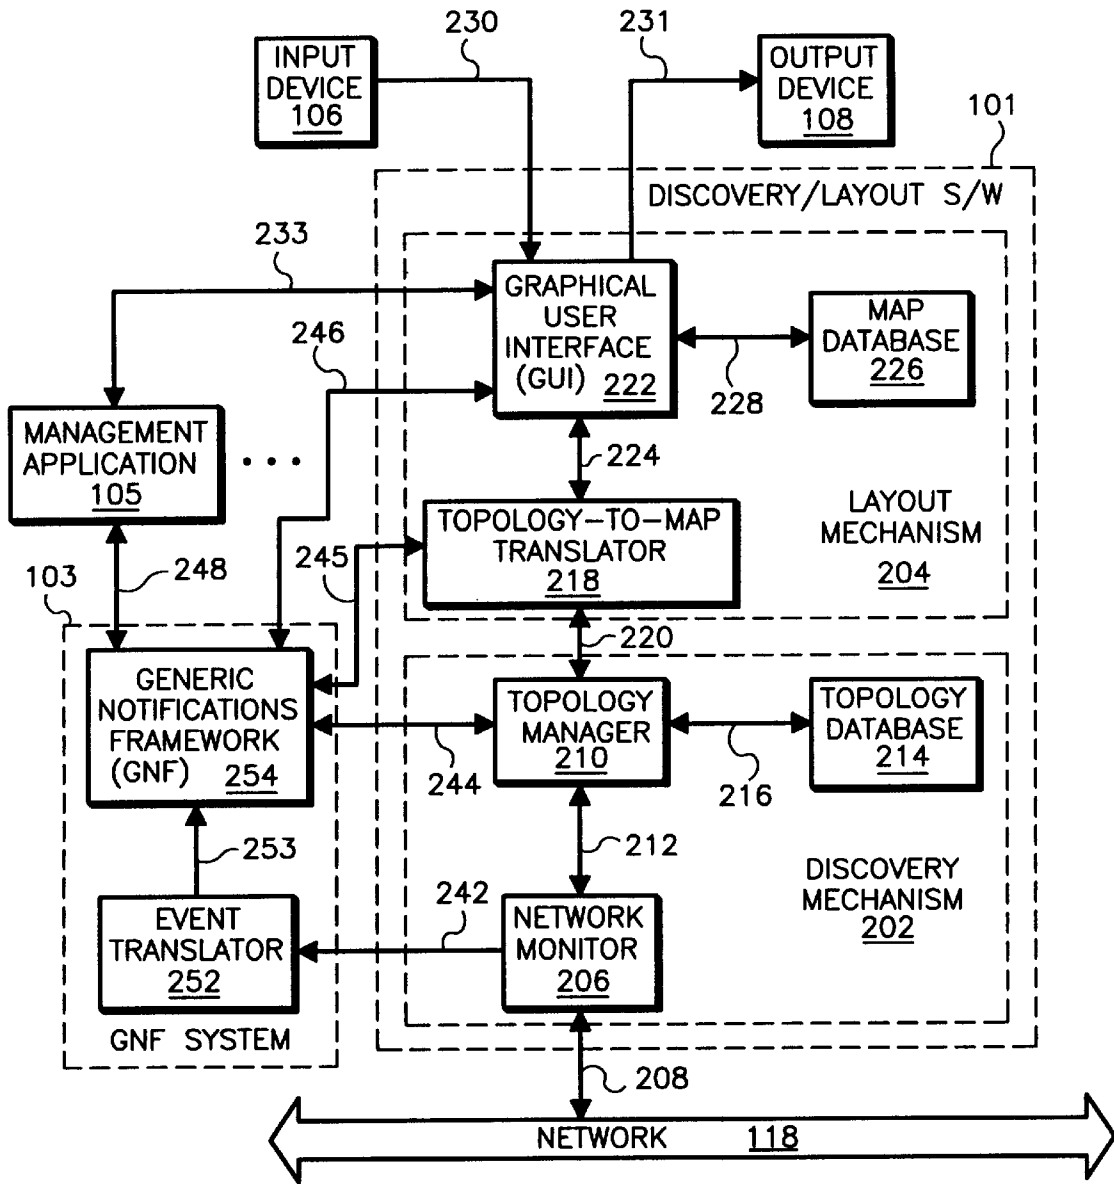 230
231
INPUT
DEVICE
106
OUTPUT
DEVICE
108
101
DISCOVERY/LAYOUT S/W
233
GRAPHICAL
USER
INTERFACE
(GUI) 222
MAP
DATABASE
226
246
228
MANAGEMENT
APPLICATION
105
• • •
224
TOPOLOGY-TO-MAP
TRANSLATOR
218
LAYOUT
MECHANISM
204
103
248
245
220
GENERIC
NOTIFICATIONS
FRAMEWORK
(GNF) 254
TOPOLOGY
MANAGER
210
TOPOLOGY
DATABASE
214
244
216
253
212
242
DISCOVERY
MECHANISM
202
EVENT
TRANSLATOR
252
NETWORK
MONITOR
206
GNF SYSTEM
208
NETWORK 118